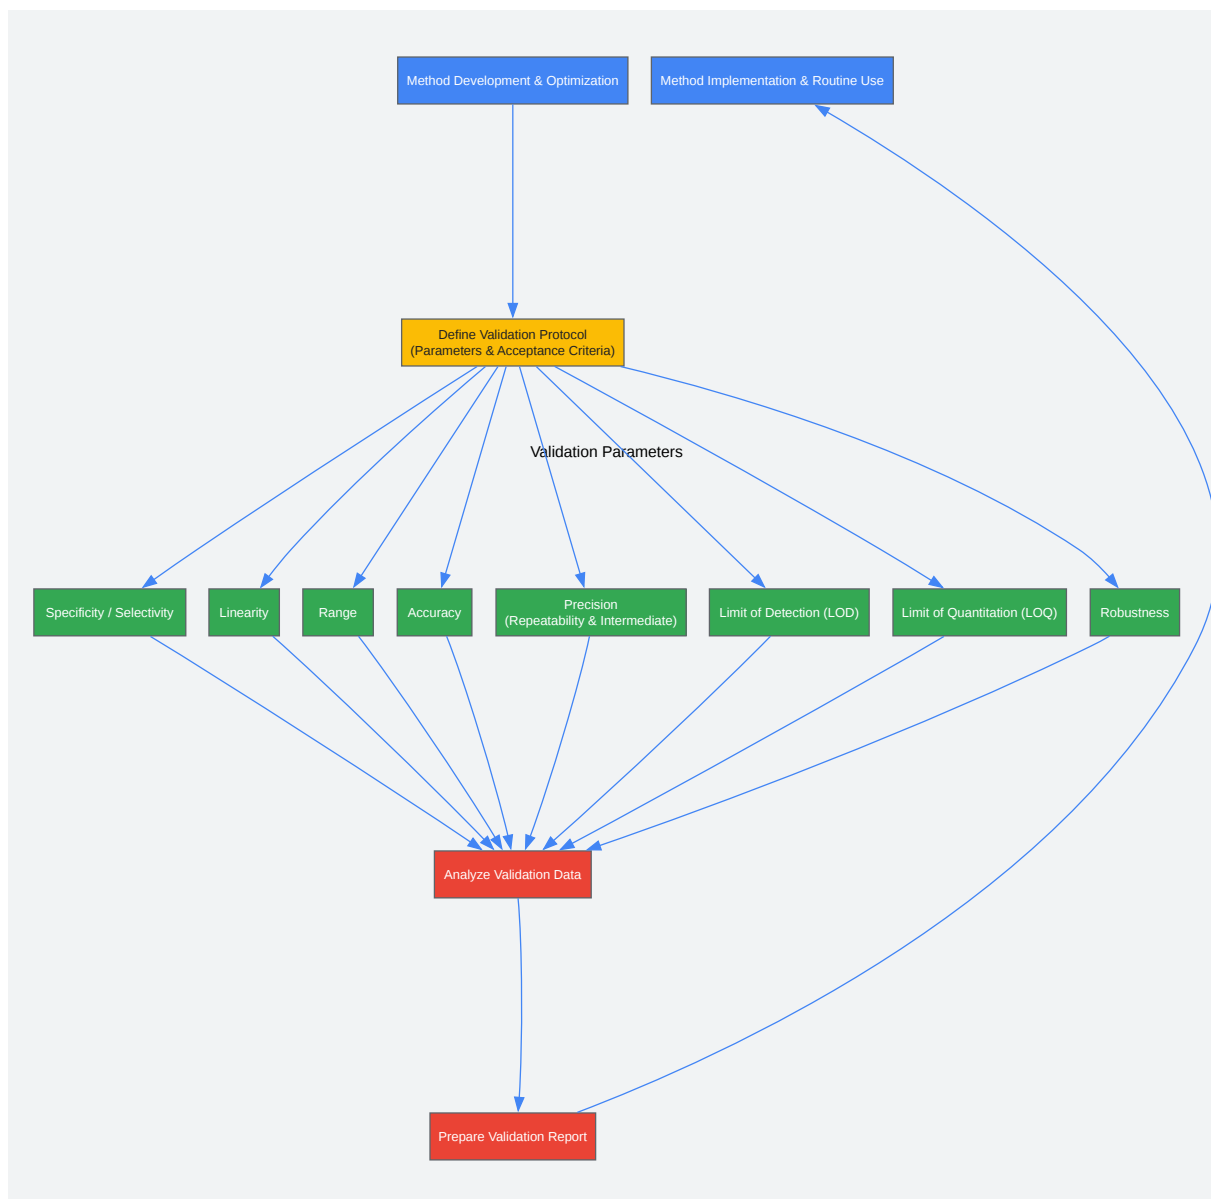 Method Development & Optimization
Method Implementation & Routine Use
Define Validation Protocol
(Parameters & Acceptance Criteria)
Validation Parameters
Specificity / Selectivity
Linearity
Range
Accuracy
Precision
(Repeatability & Intermediate)
Limit of Detection (LOD)
Limit of Quantitation (LOQ)
Robustness
Analyze Validation Data
Prepare Validation Report